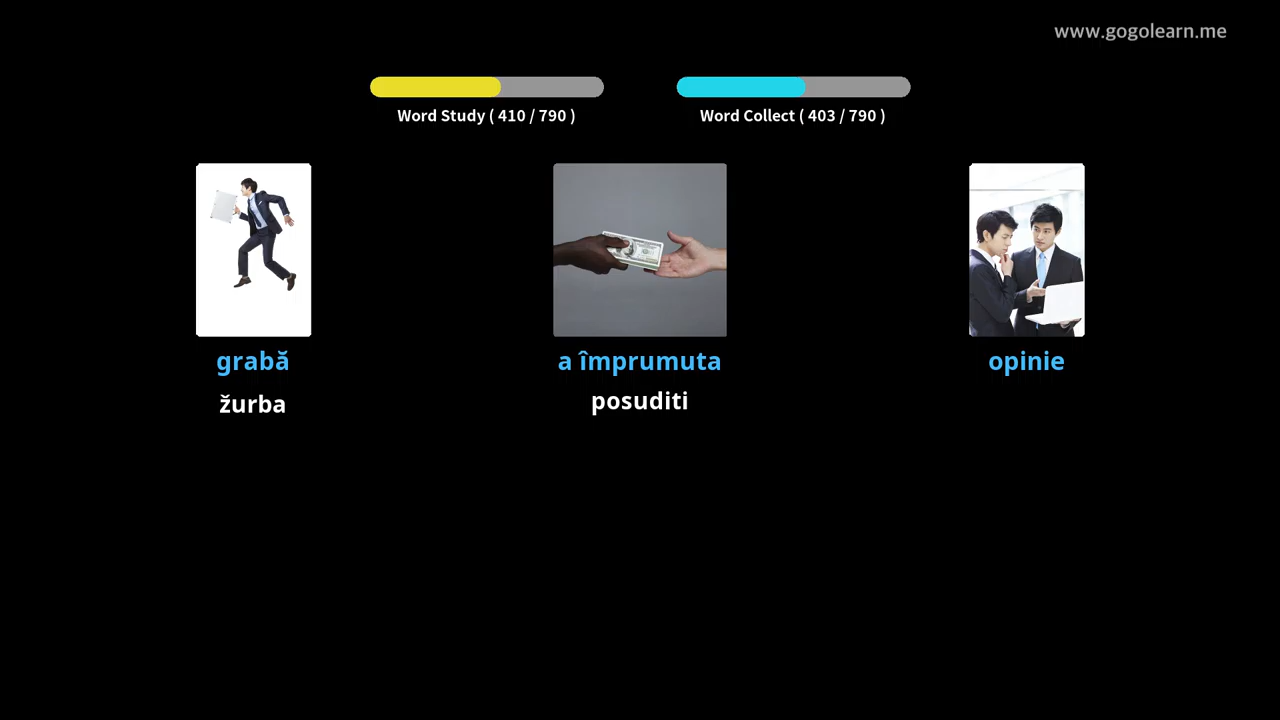 www.gogolearn.me
Word Study ( 410 / 790 )
Word Collect ( 403 / 790 )
grabă
a împrumuta
opinie
žurba
posuditi